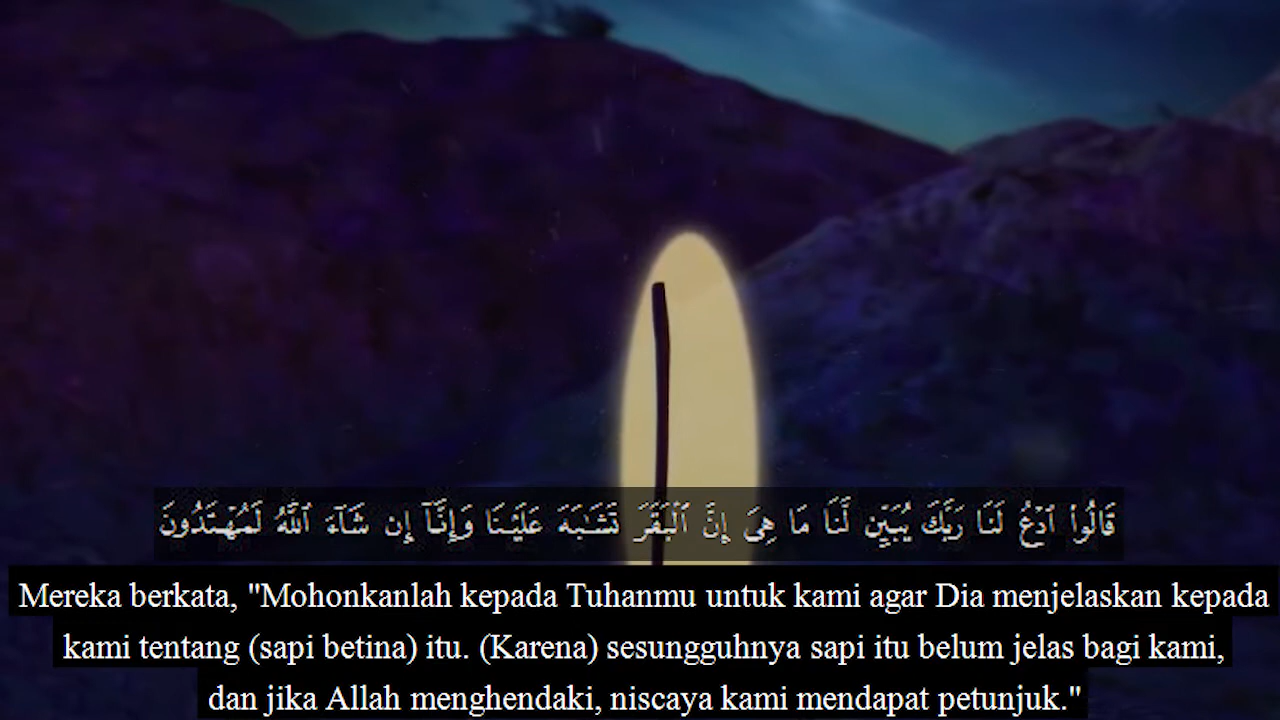 قَالُوا۟ ٱدْعُ لَنَا رَبَّكَ يُبَيِّن لَّنَا مَا هِىَ إِنَّ ٱلْبَقَرَ تَشَـٰبَهَ عَلَيْنَا وَإِنَّآ إِن شَآءَ ٱللَّهُ لَمُهْتَدُونَ
Mereka berkata, "Mohonkanlah kepada Tuhanmu untuk kami agar Dia menjelaskan kepada
kami tentang (sapi betina) itu. (Karena) sesungguhnya sapi itu belum jelas bagi kami,
dan jika Allah menghendaki, niscaya kami mendapat petunjuk."